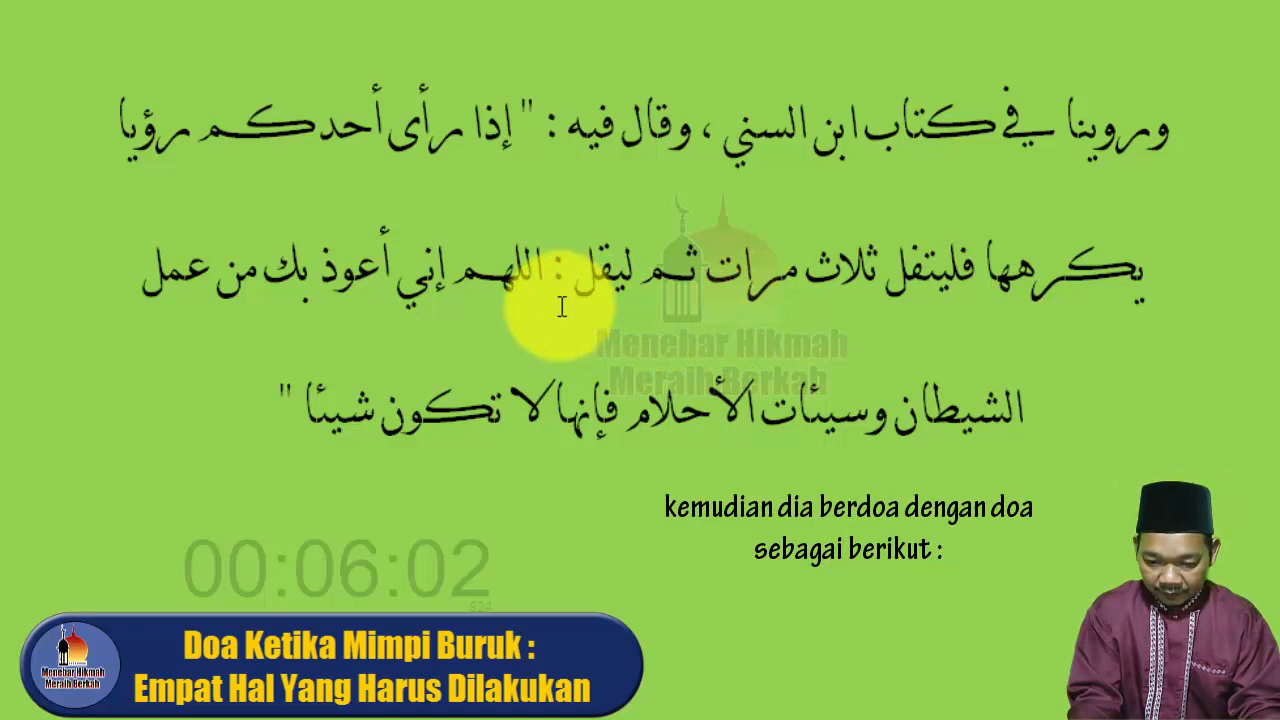 وروينا في كتاب ابن السني ، وقال فيه : " إذا رأى أحدكم رؤيا
يكرهها فليتفل ثلاث مرات ثم ليقل : اللهم إني أعوذ بك من عمل
الشيطان وسيئات الأحلام فإنها لا تكون شيئا "
Menebar Hikmah
Meraih Berkah
kemudian dia berdoa dengan doa
sebagai berikut :
00:06:02
924
Doa Ketika Mimpi Buruk :
Empat Hal Yang Harus Dilakukan
Menebar Hikmah
Meraih Berkah